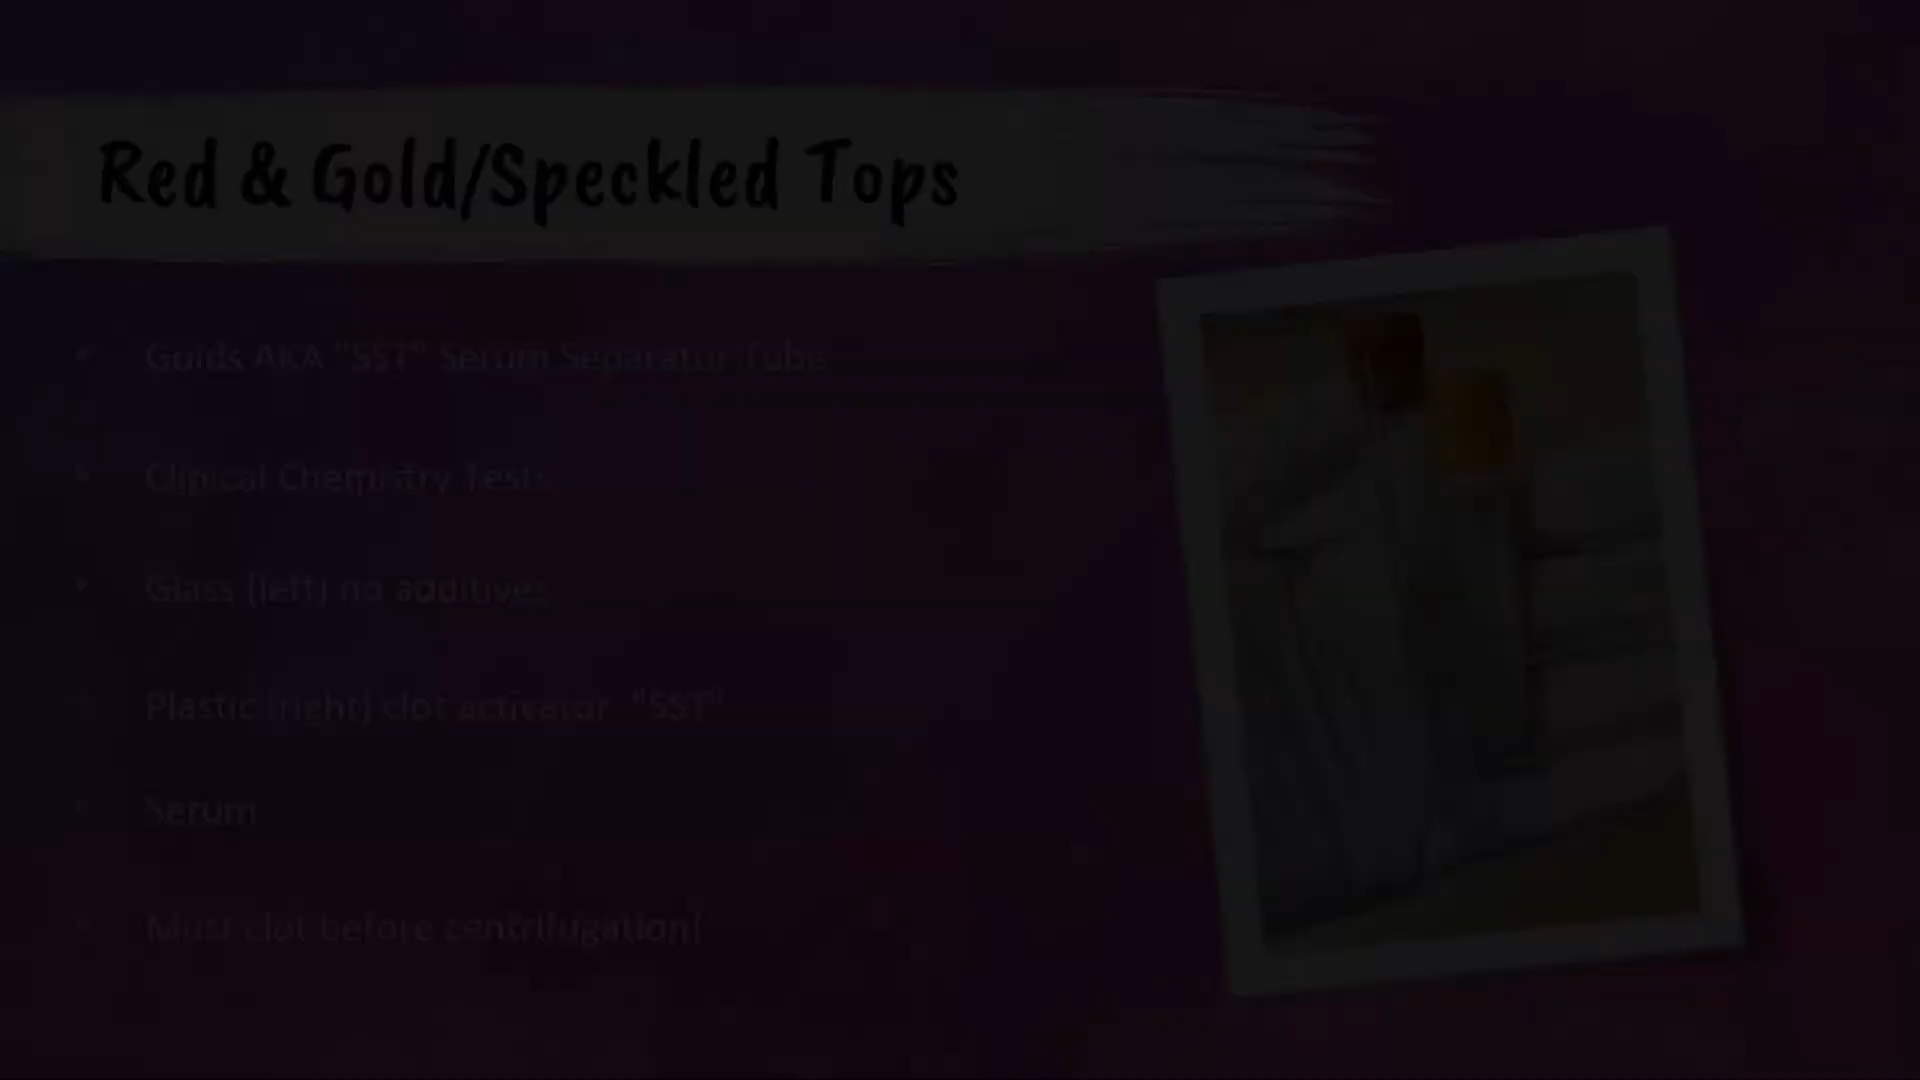 Red & Gold/Speckled Tops
Golds AKA "SST" Serum Separator Tube
Clinical Chemistry Tests
Glass (left) no additives
Plastic (right) clot activator "SST"
Serum
Must clot before centrifugation!